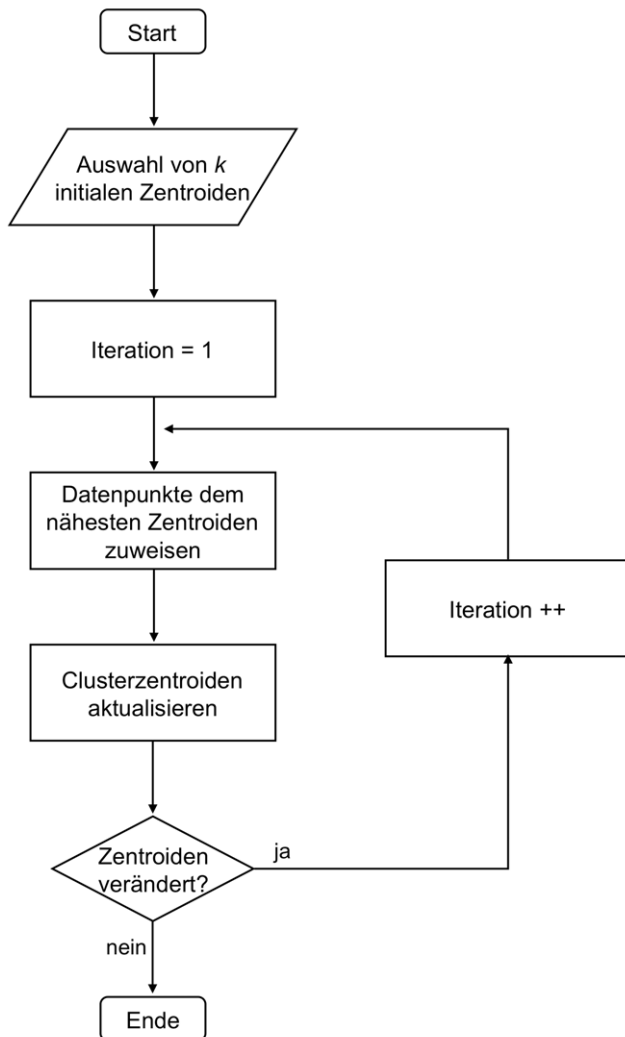 Start
Auswahl von k
initialen Zentroiden
Iteration = 1
Datenpunkte dem
nähesten Zentroiden
zuweisen
Iteration ++
Clusterzentroiden
aktualisieren
Zentroiden
verändert?
ja
nein
Ende